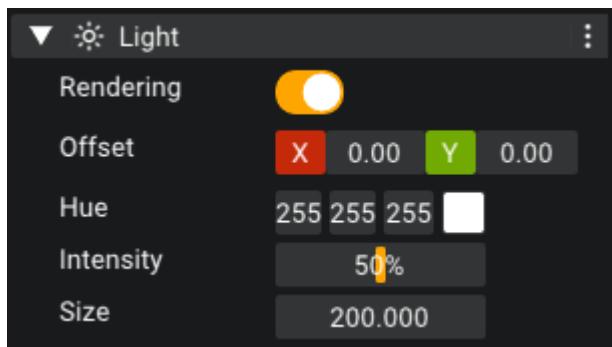 Light
Rendering
Offset X 0.00 Y 0.00
Hue 255 255 255
Intensity 50%
Size 200.000